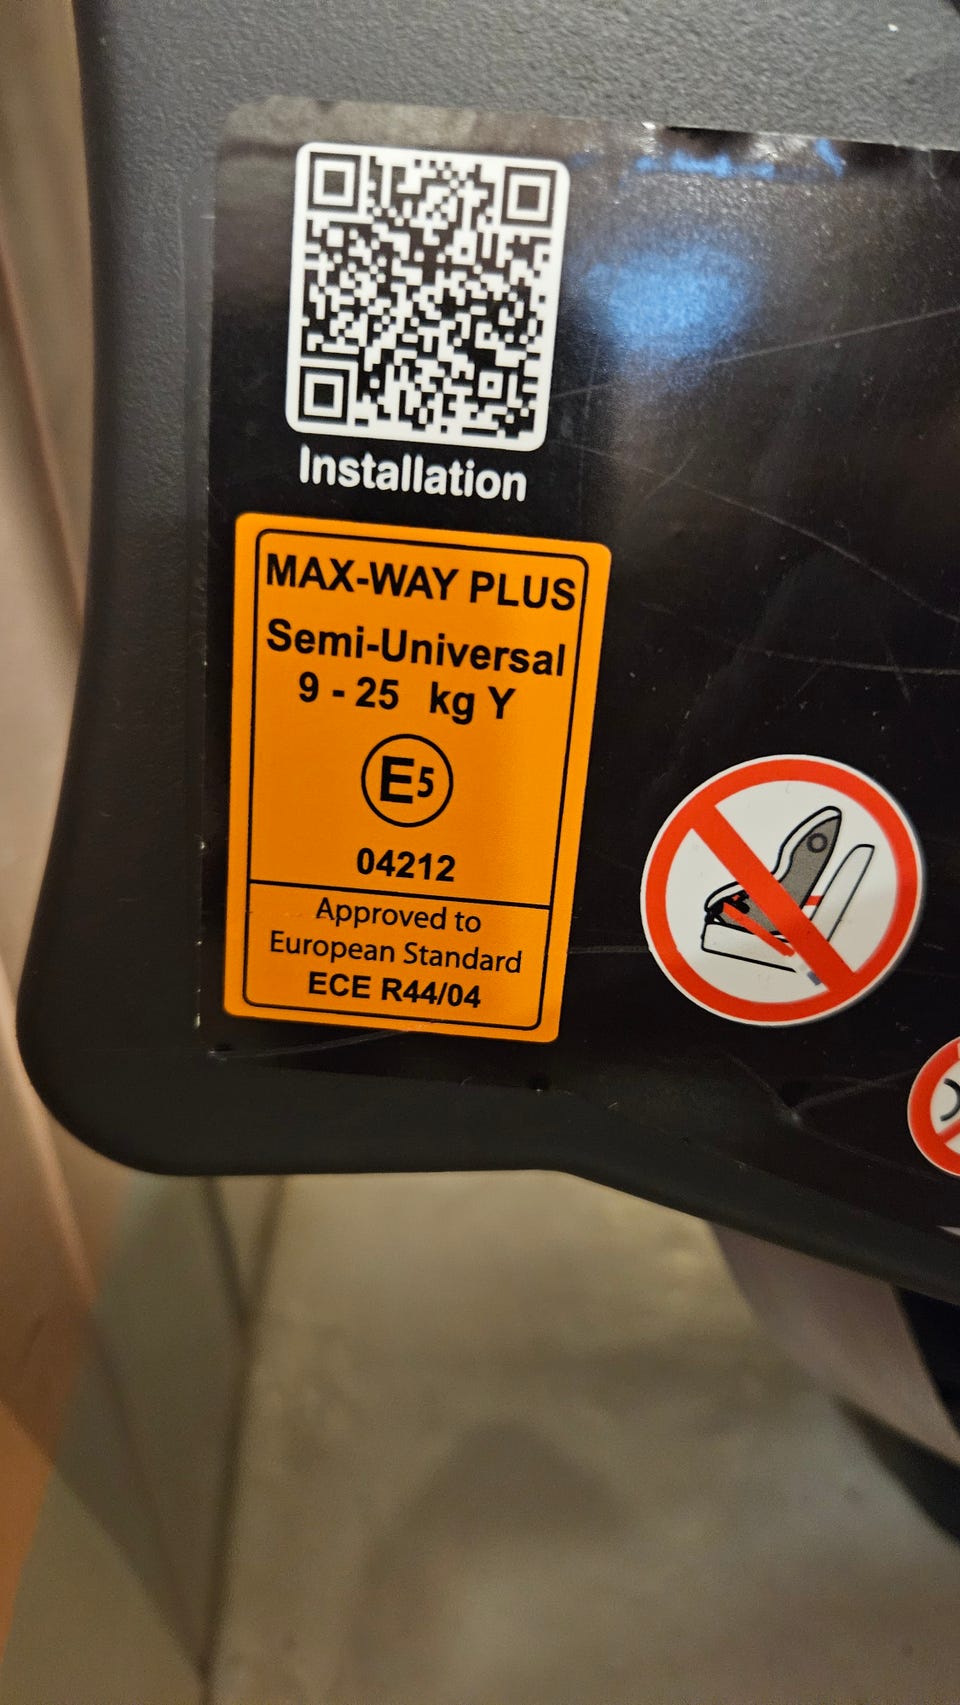 Installation
MAX-WAY PLUS
Semi-Universal
9 - 25 kg Y
E5
04212
Approved to
European Standard
ECE R44/04